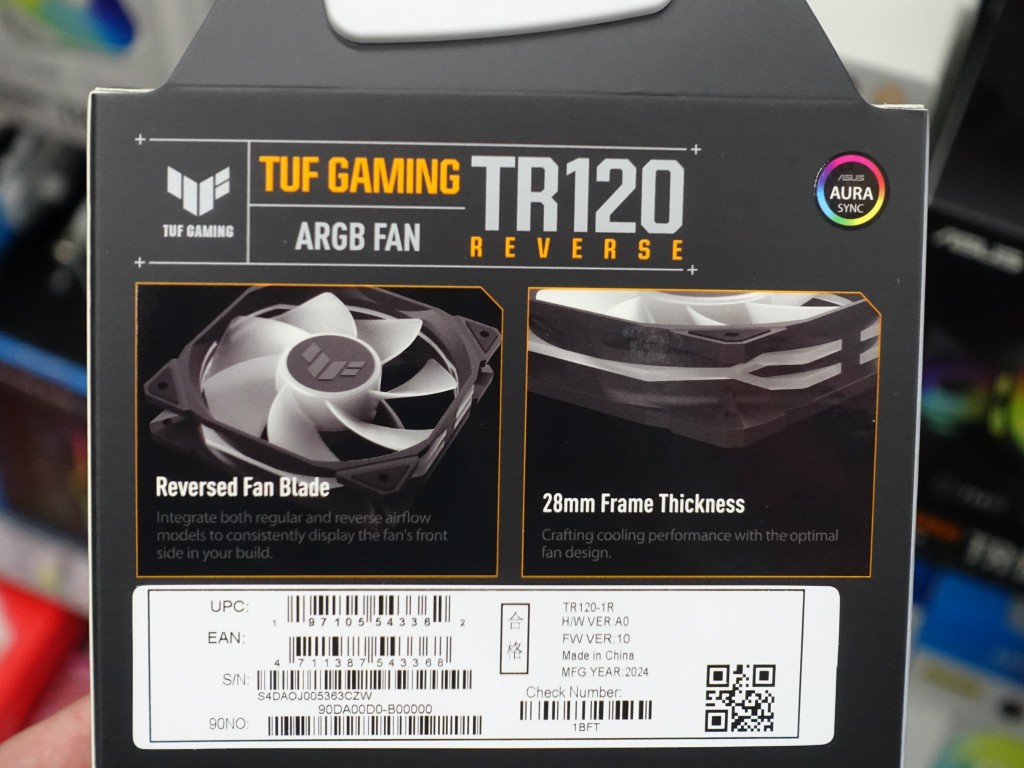 TUF GAMING
TUF GAMING
ARGB FAN
TR120
REVERSE
ASUS
AURA
SYNC
Reversed Fan Blade
Integrate both regular and reverse airflow
models to consistently display the fan's front
side in your build.
28mm Frame Thickness
Crafting cooling performance with the optimal
fan design.
UPC:
1 97105 54336 2
EAN:
4 711387 543368
S/N:
S4DAOJ005363CZW
90DA00D0-B00000
90NO:
合格
TR120-1R
H/W VER:A0
FW VER:10
Made in China
MFG YEAR:2024
Check Number:
1BFT
ASUS